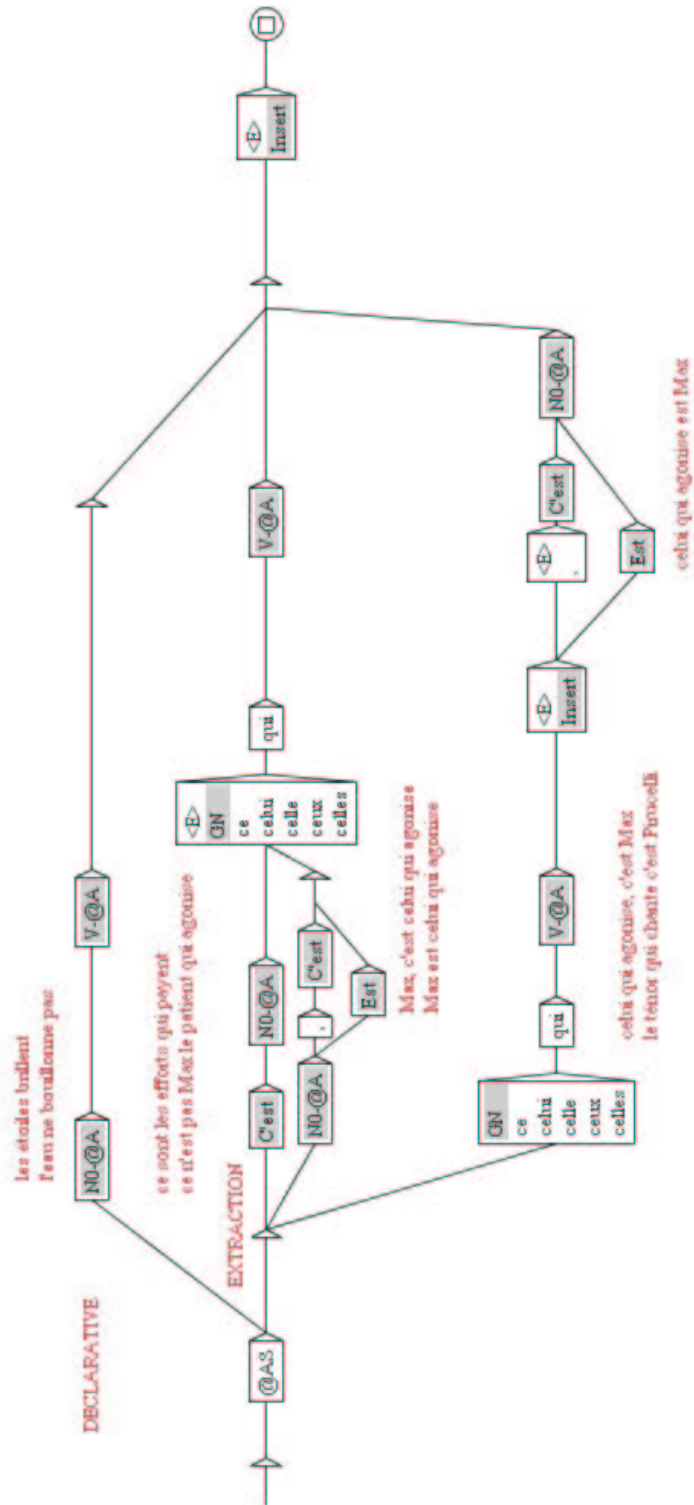 DECLARATIVE
les étoiles brillent
l'eau ne bouillonne pas
N0-@A
V-@A
@AS
EXTRACTION
ce sont les efforts qui payent
ce n'est pas Max le patient qui agonise
C'est
N0-@A
<E>
GN
ce
celui
celle
ceux
celles
qui
V-@A
<E>
Insert
N0-@A
,
C'est
Est
Max, c'est celui qui agonise
Max est celui qui agonise
GN
ce
celui
celle
ceux
celles
qui
V-@A
<E>
Insert
<E>
,
C'est
N0-@A
Est
celui qui agonise, c'est Max
le ténor qui chante c'est Pirucelli
celui qui agonise est Max